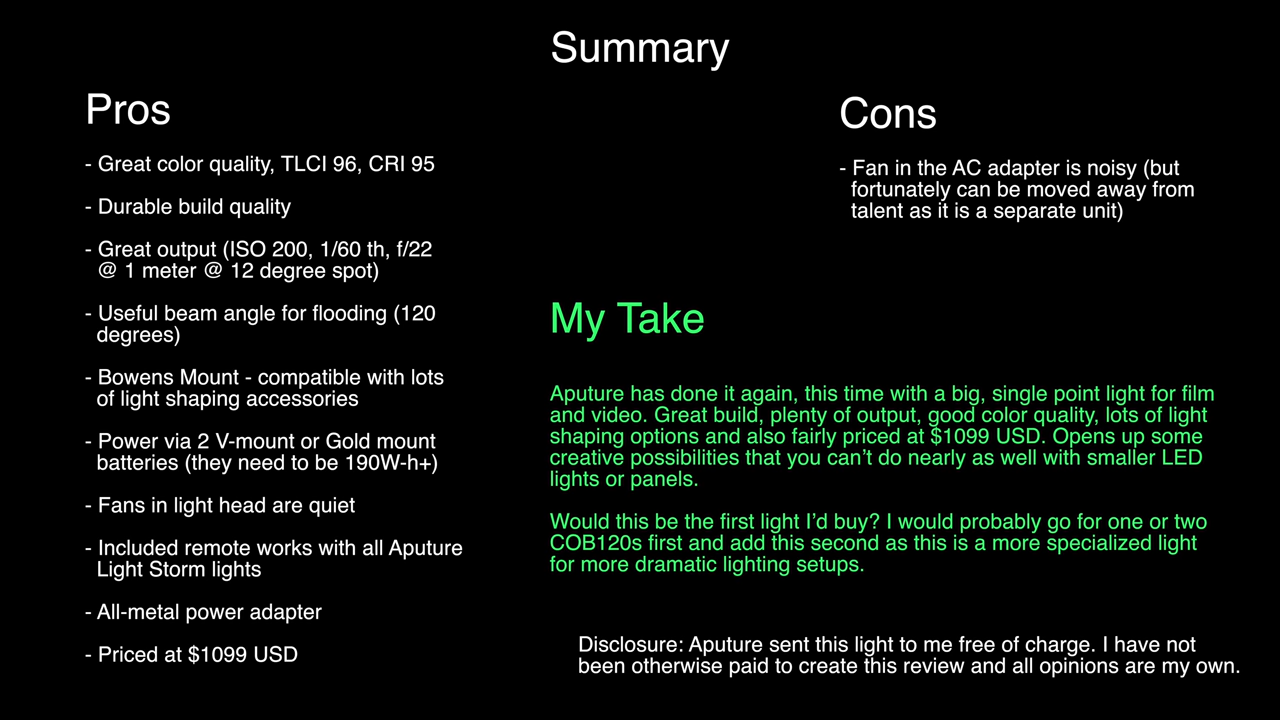 Summary
Pros
- Great color quality, TLCI 96, CRI 95
- Durable build quality
- Great output (ISO 200, 1/60 th, f/22
@ 1 meter @ 12 degree spot)
- Useful beam angle for flooding (120
degrees)
- Bowens Mount - compatible with lots
of light shaping accessories
- Power via 2 V-mount or Gold mount
batteries (they need to be 190W-h+)
- Fans in light head are quiet
- Included remote works with all Aputure
Light Storm lights
- All-metal power adapter
- Priced at $1099 USD
Cons
- Fan in the AC adapter is noisy (but
fortunately can be moved away from
talent as it is a separate unit)
My Take
Aputure has done it again, this time with a big, single point light for film
and video. Great build, plenty of output, good color quality, lots of light
shaping options and also fairly priced at $1099 USD. Opens up some
creative possibilities that you can't do nearly as well with smaller LED
lights or panels.
Would this be the first light I'd buy? I would probably go for one or two
COB120s first and add this second as this is a more specialized light
for more dramatic lighting setups.
Disclosure: Aputure sent this light to me free of charge. I have not
been otherwise paid to create this review and all opinions are my own.